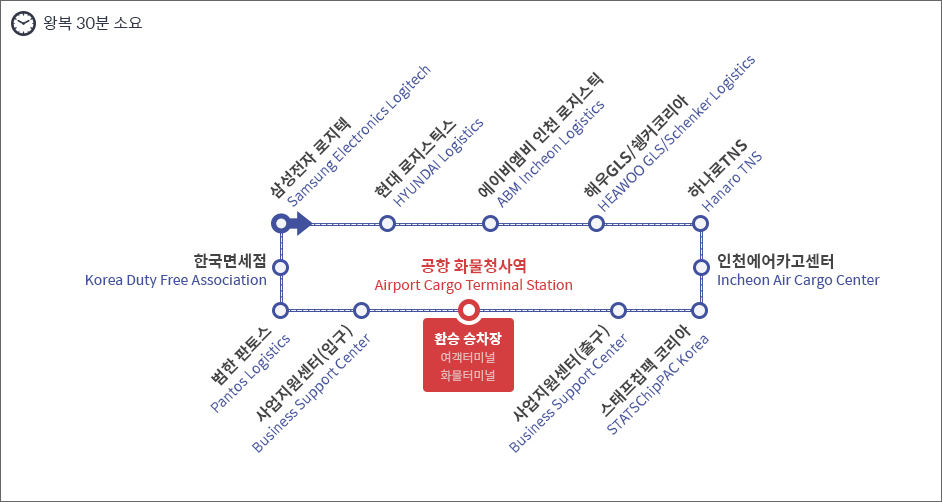 왕복 30분 소요
삼성전자 로지텍
Samsung Electronics Logitech
현대 로지스틱스
HYUNDAI Logistics
에이비엠비 인천 로지스틱
ABM Incheon Logistics
해우GLS/쉥커코리아
HEAWOO GLS/Schenker Logistics
하나로TNS
Hanaro TNS
한국면세점
Korea Duty Free Association
공항 화물청사역
Airport Cargo Terminal Station
인천에어카고센터
Incheon Air Cargo Center
환승 승차장
여객터미널
화물터미널
범한 판토스
Pantos Logistics
사업지원센터(입구)
Business Support Center
사업지원센터(출구)
Business Support Center
스태프칩팩 코리아
STATSChipPAC Korea